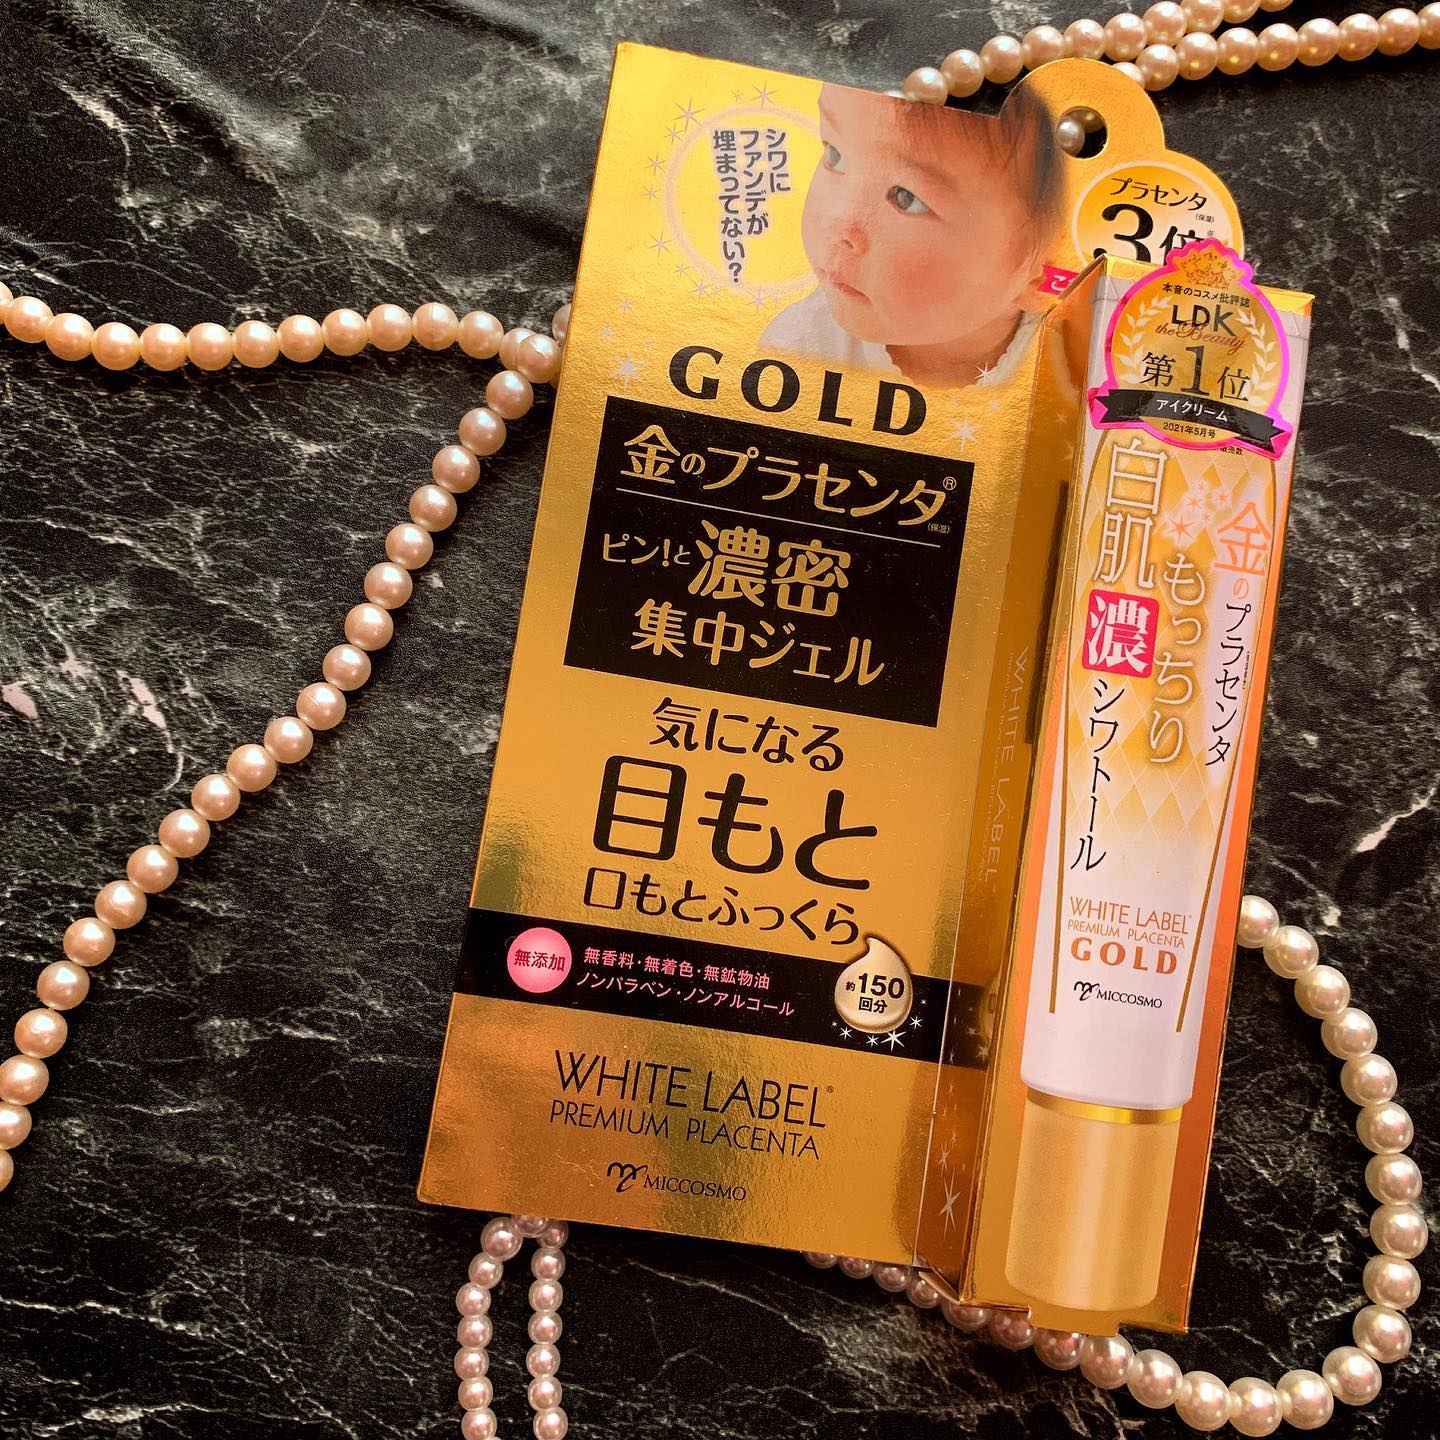 シワに
ファンデが
埋まってない?
GOLD
金のプラセンタ®
(保湿)
ピン!と濃密
集中ジェル
気になる
目もと
口もとふっくら
無添加
無香料・無着色・無鉱物油
ノンパラベン・ノンアルコール
約150
回分
WHITE LABEL®
PREMIUM PLACENTA
MICCOSMO
プラセンタ
(保湿)
3倍
WHITE LABEL
本音のコスメ批評誌
LDK
the Beauty
第1位
アイクリーム
2021年5月号
金のプラセンタ
もっちり
白肌濃シワトール
WHITE LABEL®
PREMIUM PLACENTA
GOLD
MICCOSMO